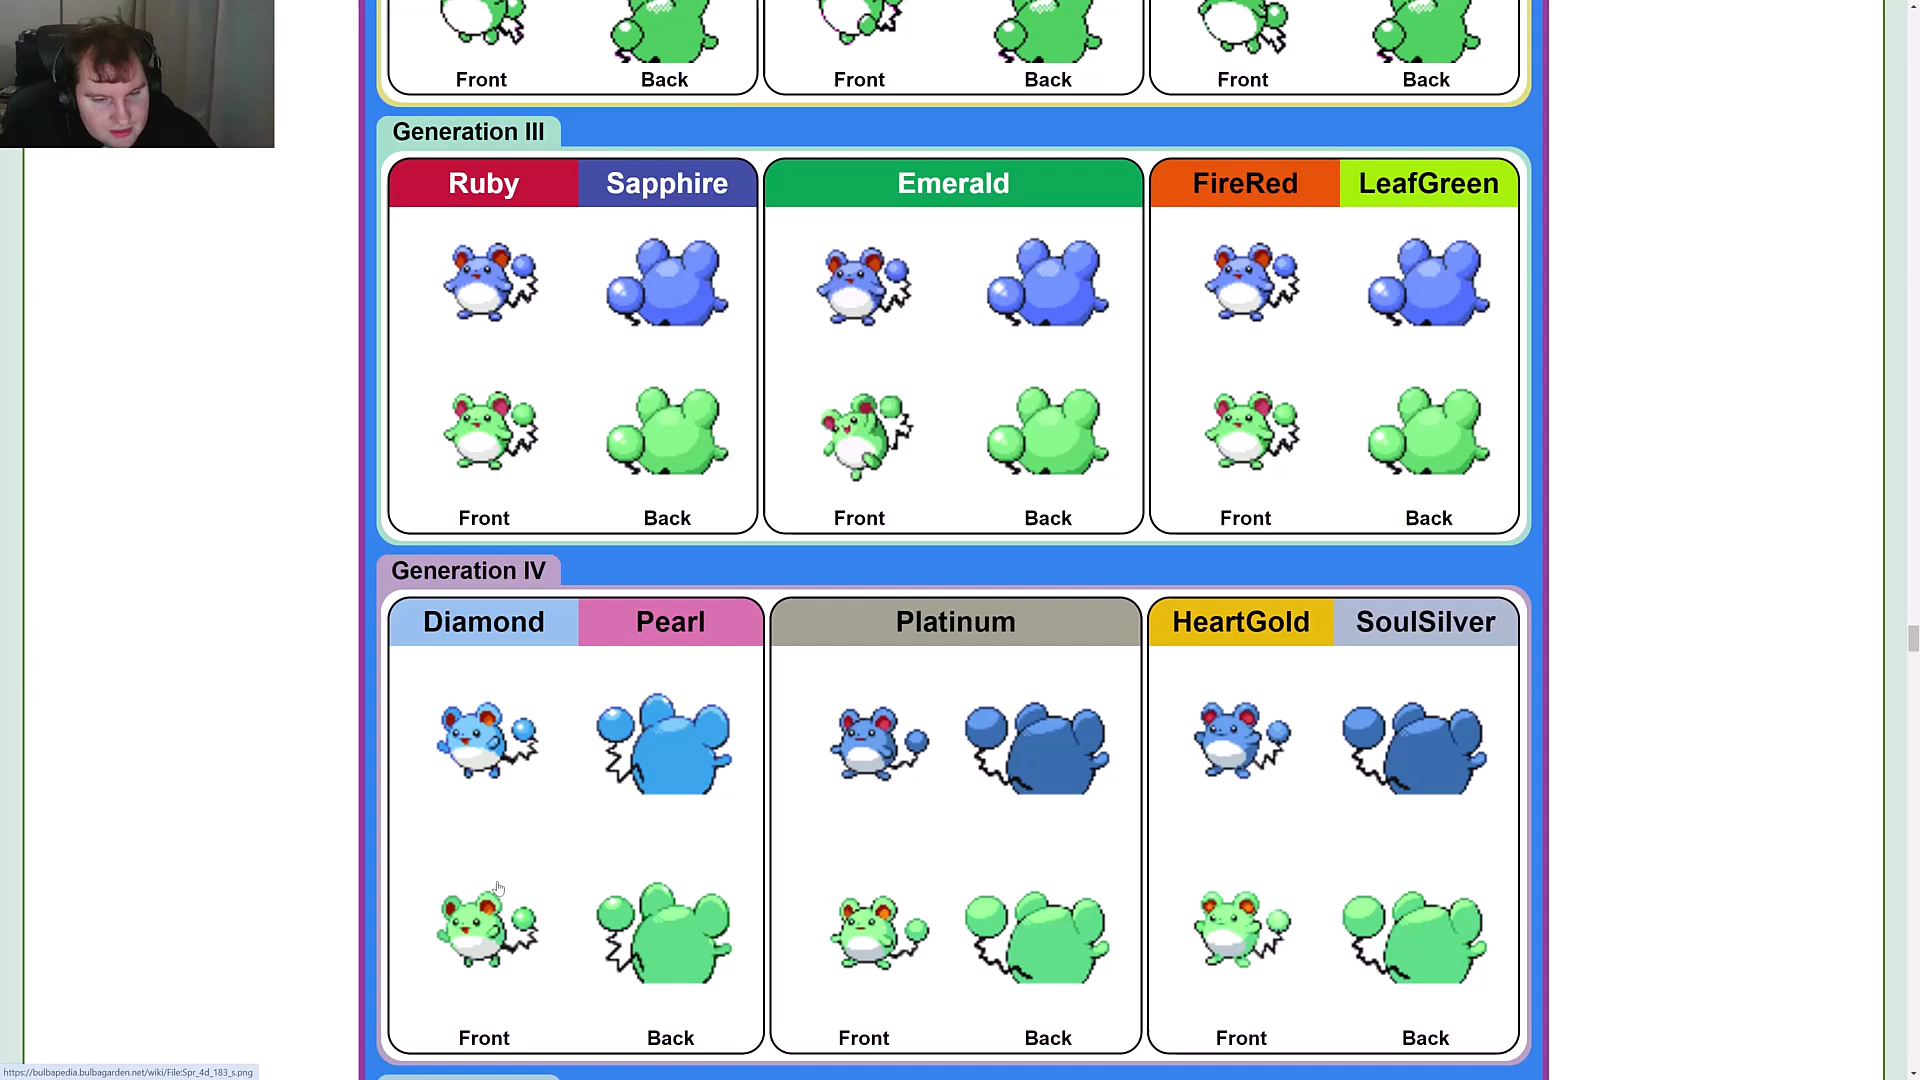 Front Back Front Back Front Back
Generation III
Ruby Sapphire Emerald FireRed LeafGreen
Front Back Front Back Front Back
Generation IV
Diamond Pearl Platinum HeartGold SoulSilver
Front Back Front Back Front Back
https://bulbapedia.bulbagarden.net/wiki/File:Spr_4d_183_s.png